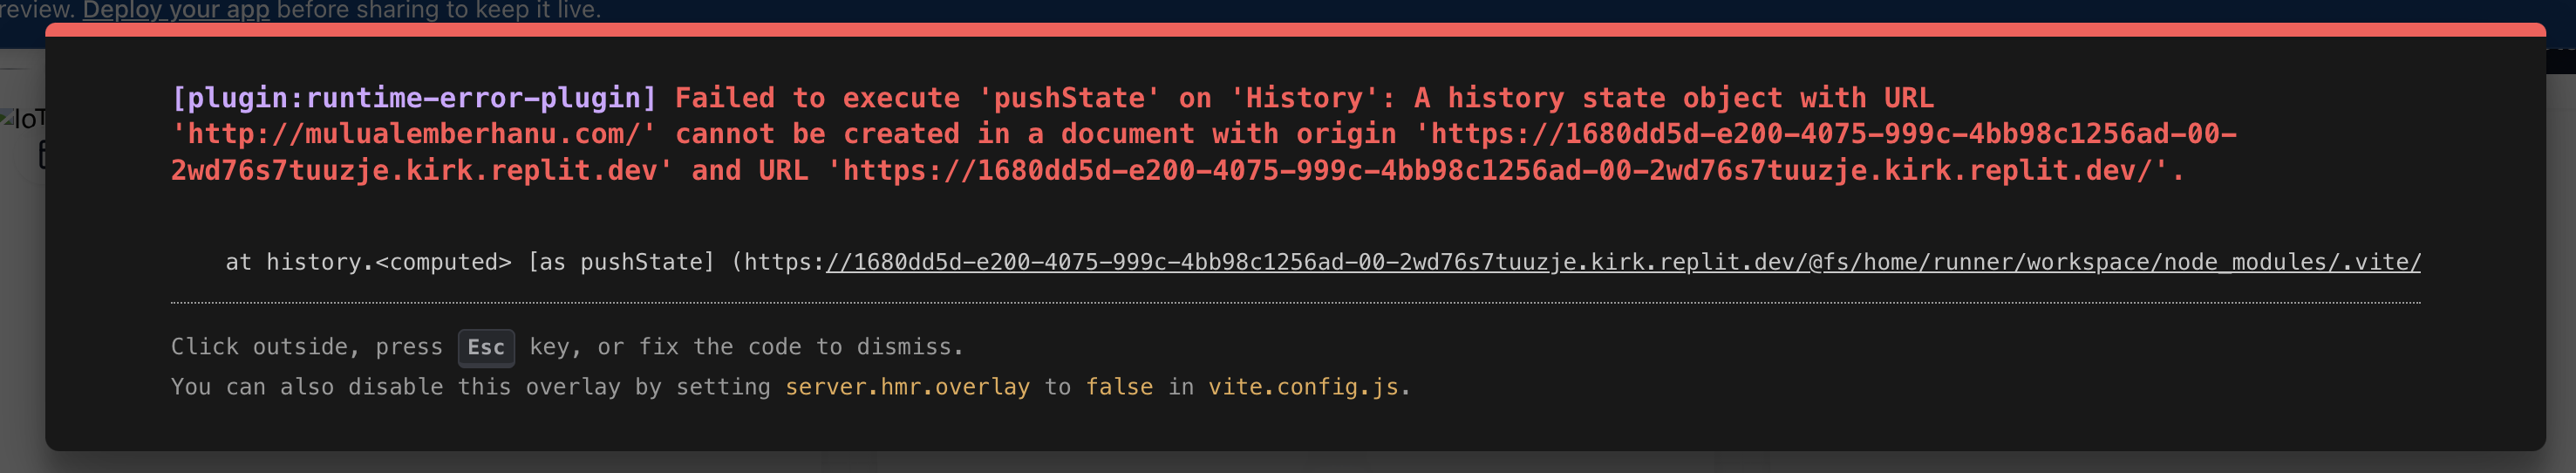 review. Deploy your app before sharing to keep it live.
[plugin:runtime-error-plugin] Failed to execute 'pushState' on 'History': A history state object with URL
'http://mulualemberhanu.com/' cannot be created in a document with origin 'https://1680dd5d-e200-4075-999c-4bb98c1256ad-00-
2wd76s7tuuzje.kirk.replit.dev' and URL 'https://1680dd5d-e200-4075-999c-4bb98c1256ad-00-2wd76s7tuuzje.kirk.replit.dev/'.
IoT
at history.<computed> [as pushState] (https://1680dd5d-e200-4075-999c-4bb98c1256ad-00-2wd76s7tuuzje.kirk.replit.dev/@fs/home/runner/workspace/node_modules/.vite/
Click outside, press Esc key, or fix the code to dismiss.
You can also disable this overlay by setting server.hmr.overlay to false in vite.config.js.